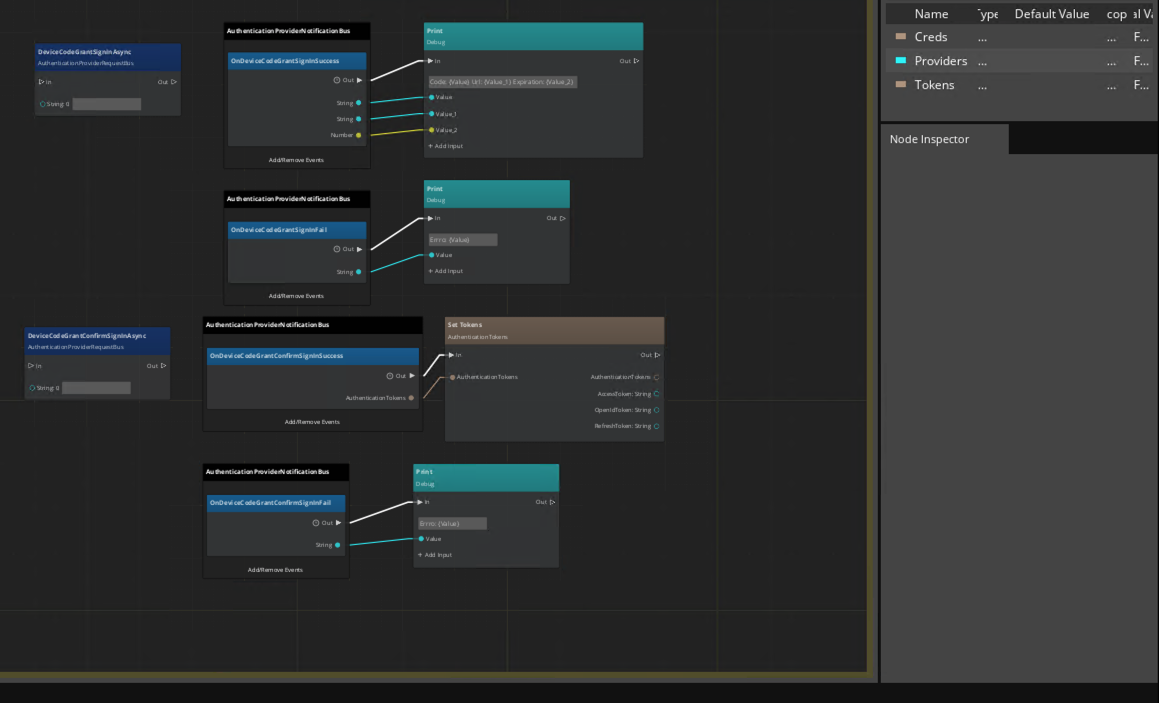 DeviceCodeGrantSignInAsync
AuthenticationProviderRequestBus
In
Out
String: 0
AuthenticationProviderNotificationBus
OnDeviceCodeGrantSignInSuccess
Out
String
String
Number
Add/Remove Events
Print
Debug
In
Out
Code: {Value} Url: {Value_1} Expiration: {Value_2}
Value
Value_1
Value_2
+ Add Input
AuthenticationProviderNotificationBus
OnDeviceCodeGrantSignInFail
Out
String
Add/Remove Events
Print
Debug
In
Out
Erro: {Value}
Value
+ Add Input
DeviceCodeGrantConfirmSignInAsync
AuthenticationProviderRequestBus
In
Out
String: 0
AuthenticationProviderNotificationBus
OnDeviceCodeGrantConfirmSignInSuccess
Out
AuthenticationTokens
Add/Remove Events
Set Tokens
AuthenticationTokens
In
Out
AuthenticationTokens
AuthenticationTokens
AccessToken: String
OpenIdToken: String
RefreshToken: String
AuthenticationProviderNotificationBus
OnDeviceCodeGrantConfirmSignInFail
Out
String
Add/Remove Events
Print
Debug
In
Out
Erro: {Value}
Value
+ Add Input
Name Type Default Value cop al Va
Creds ... ... F...
Providers ... ... F...
Tokens ... ... F...
Node Inspector